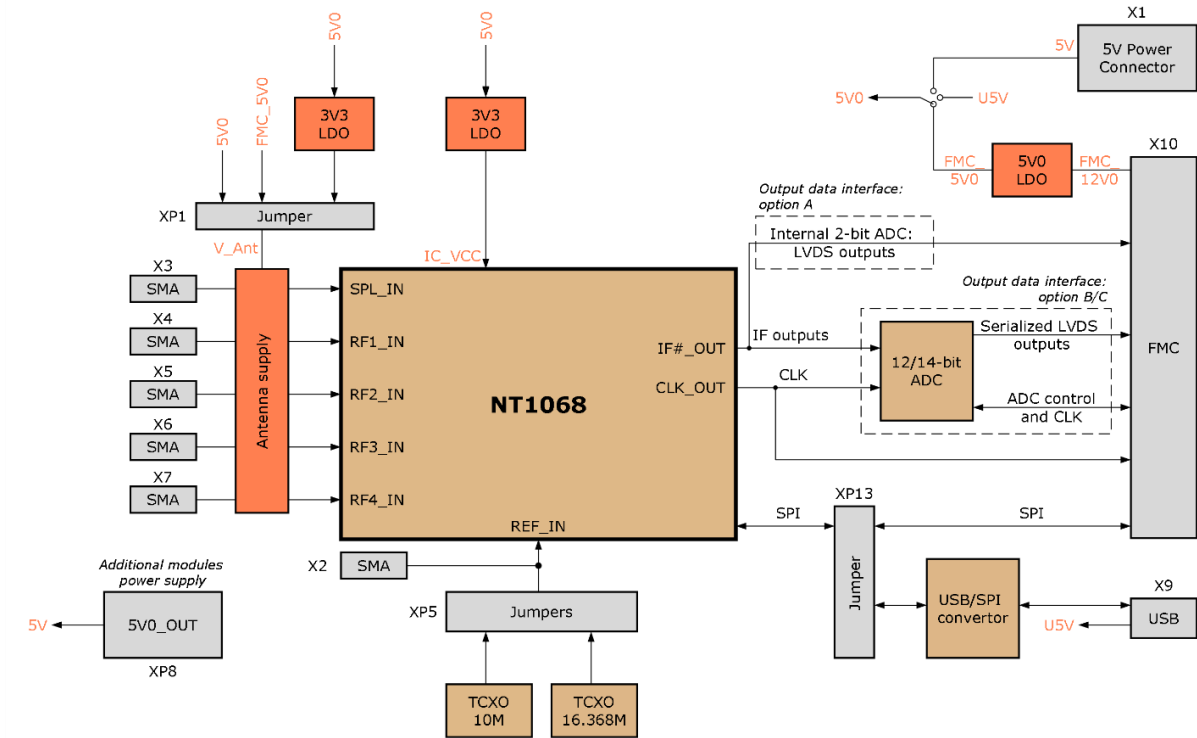 X1
5V0
5V0
5V
5V Power
Connector
5V0
U5V
5V0
FMC_5V0
3V3
LDO
3V3
LDO
X10
FMC_
5V0
5V0
LDO
FMC_
12V0
Output data interface:
option A
XP1
Jumper
Internal 2-bit ADC:
LVDS outputs
V_Ant
IC_VCC
X3
SMA
SPL_IN
Output data interface:
option B/C
X4
SMA
RF1_IN
IF#_OUT
IF outputs
Serialized LVDS
outputs
FMC
12/14-bit
ADC
X5
SMA
RF2_IN
CLK_OUT
CLK
NT1068
ADC control
and CLK
Antenna supply
X6
SMA
RF3_IN
X7
SMA
RF4_IN
XP13
REF_IN
SPI
SPI
X2
SMA
Additional modules
power supply
Jumper
XP5
Jumpers
USB/SPI
convertor
X9
USB
U5V
5V
5V0_OUT
XP8
TCXO
10M
TCXO
16.368M